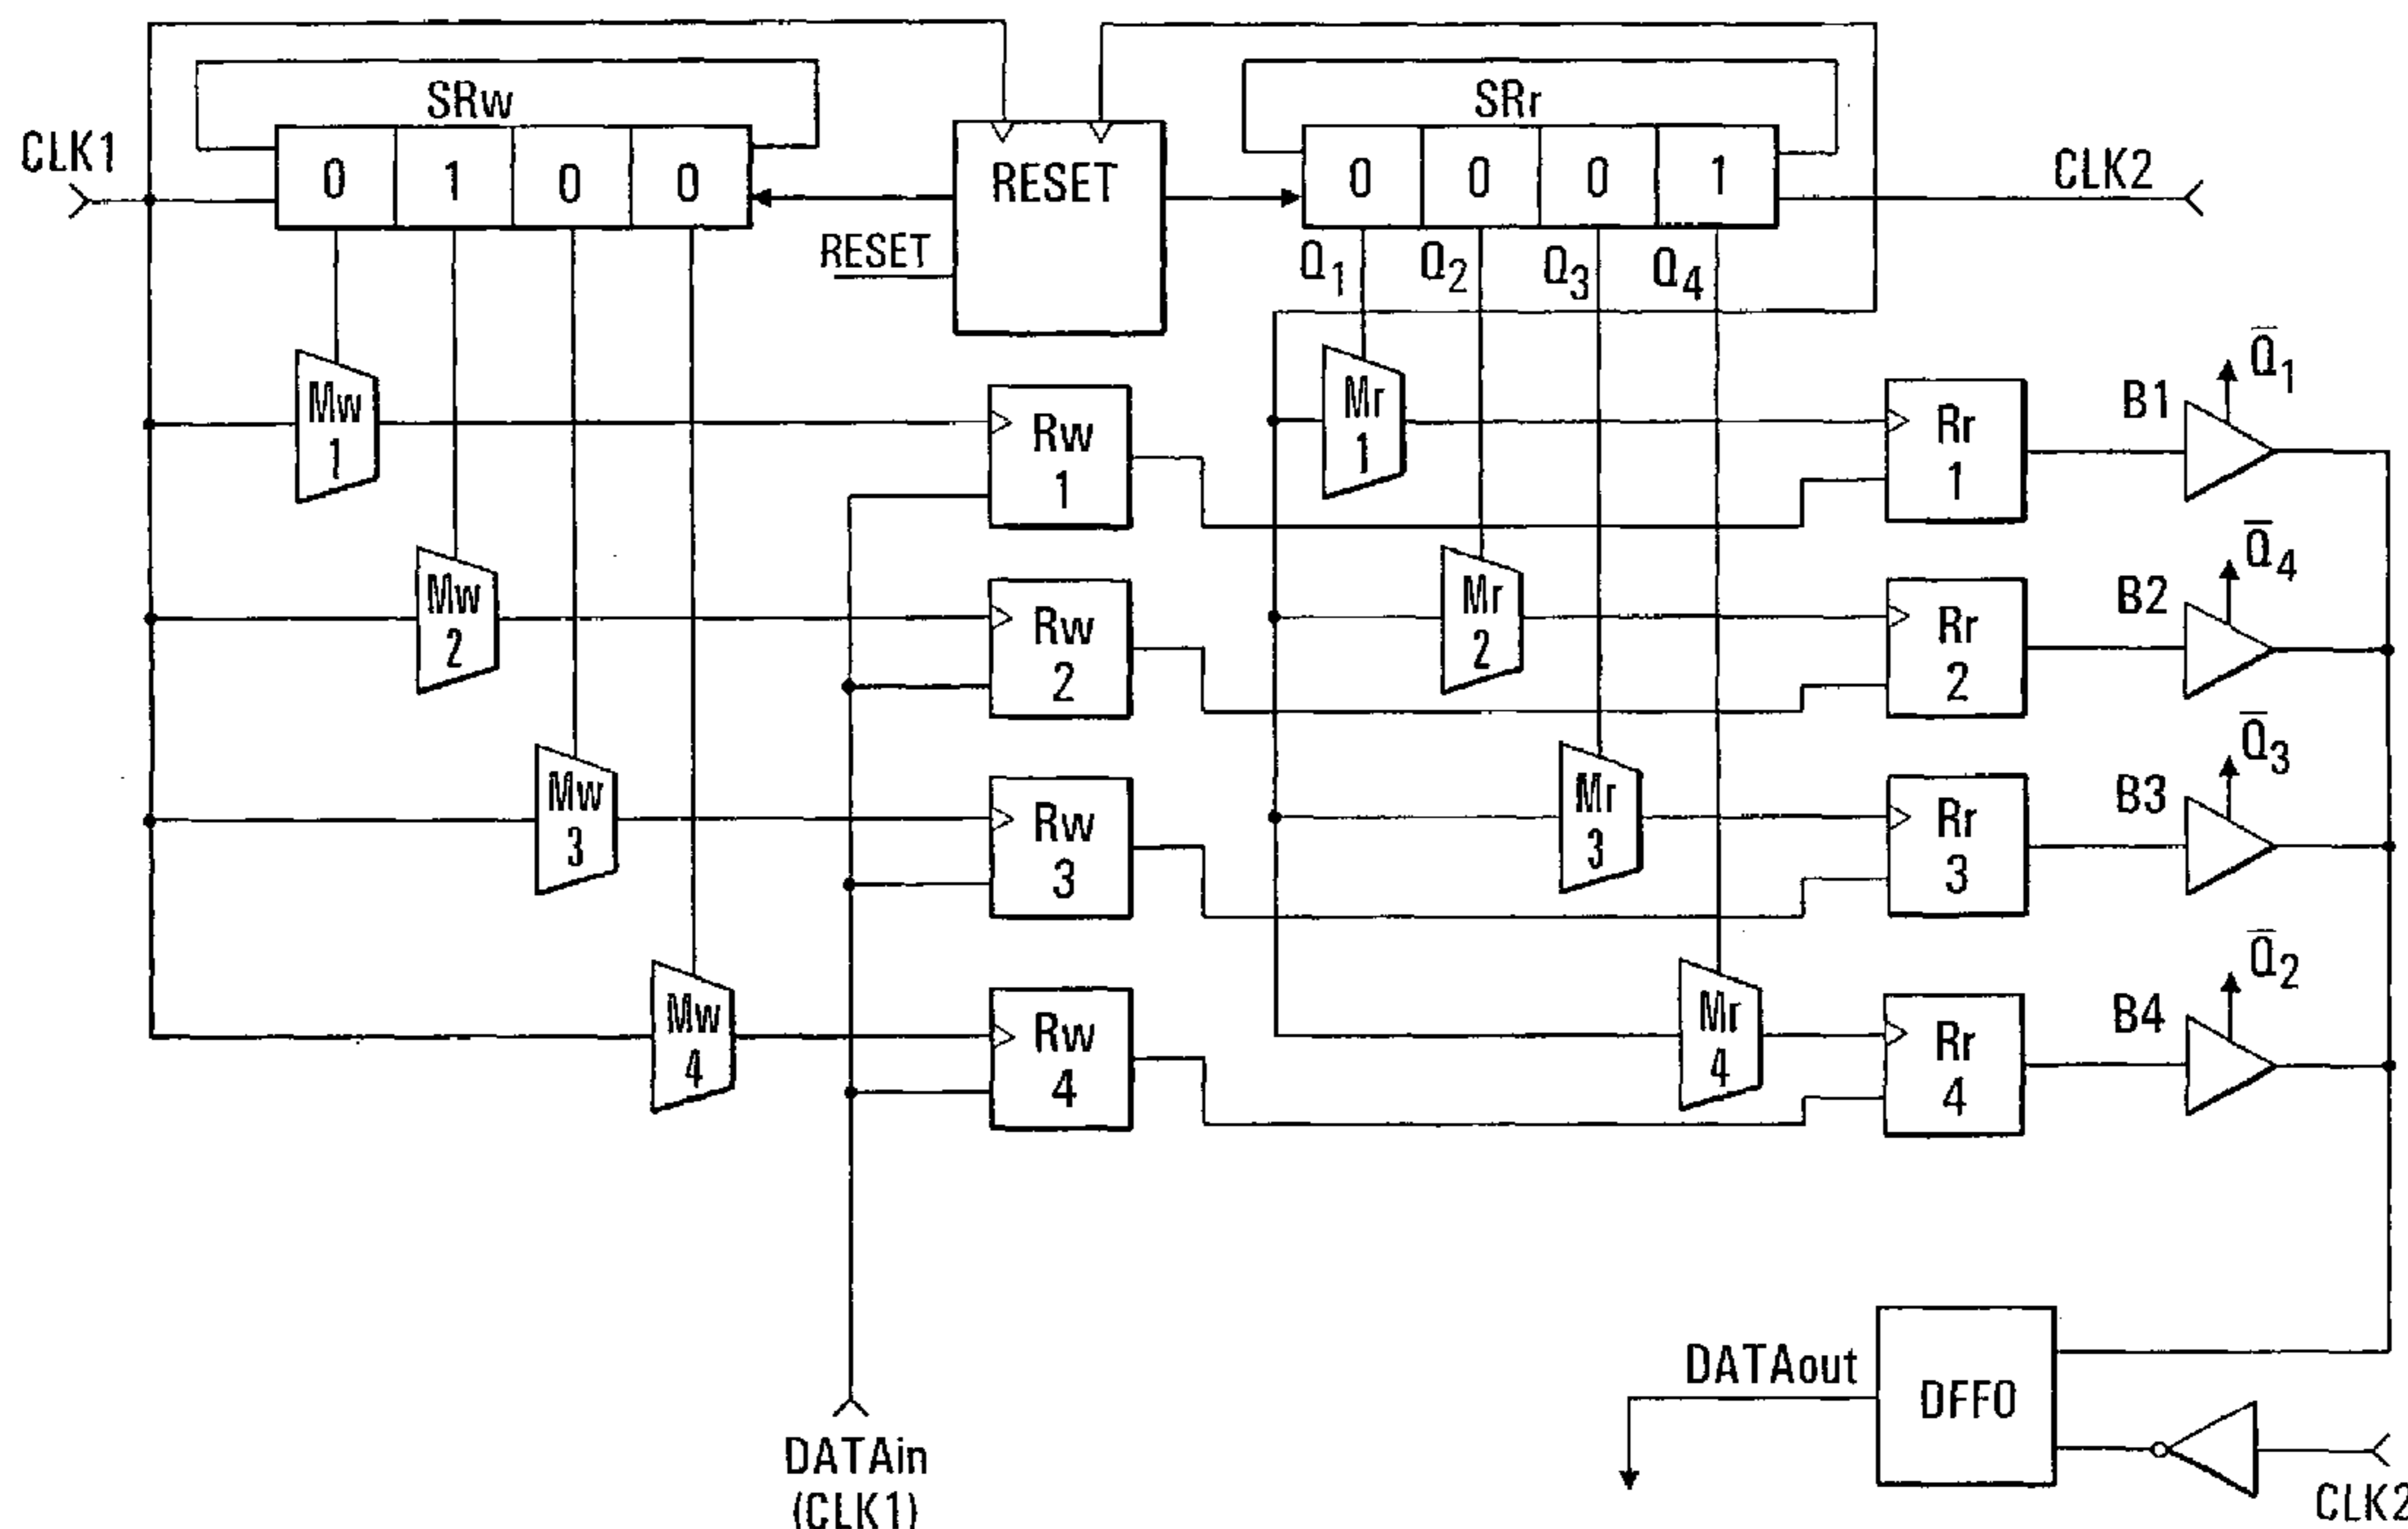 SRw
SRr
CLK1
0 1 0 0
RESET
0 0 0 1
CLK2
RESET
Q1 Q2 Q3 Q4
Q̅1
Mw 1
Rw 1
Mr 1
Rr 1
B1
Q̅4
Mw 2
Rw 2
Mr 2
Rr 2
B2
Q̅3
Mw 3
Rw 3
Mr 3
Rr 3
B3
Q̅2
Mw 4
Rw 4
Mr 4
Rr 4
B4
DATAout
DFFO
DATAin
(CLK1)
CLK2